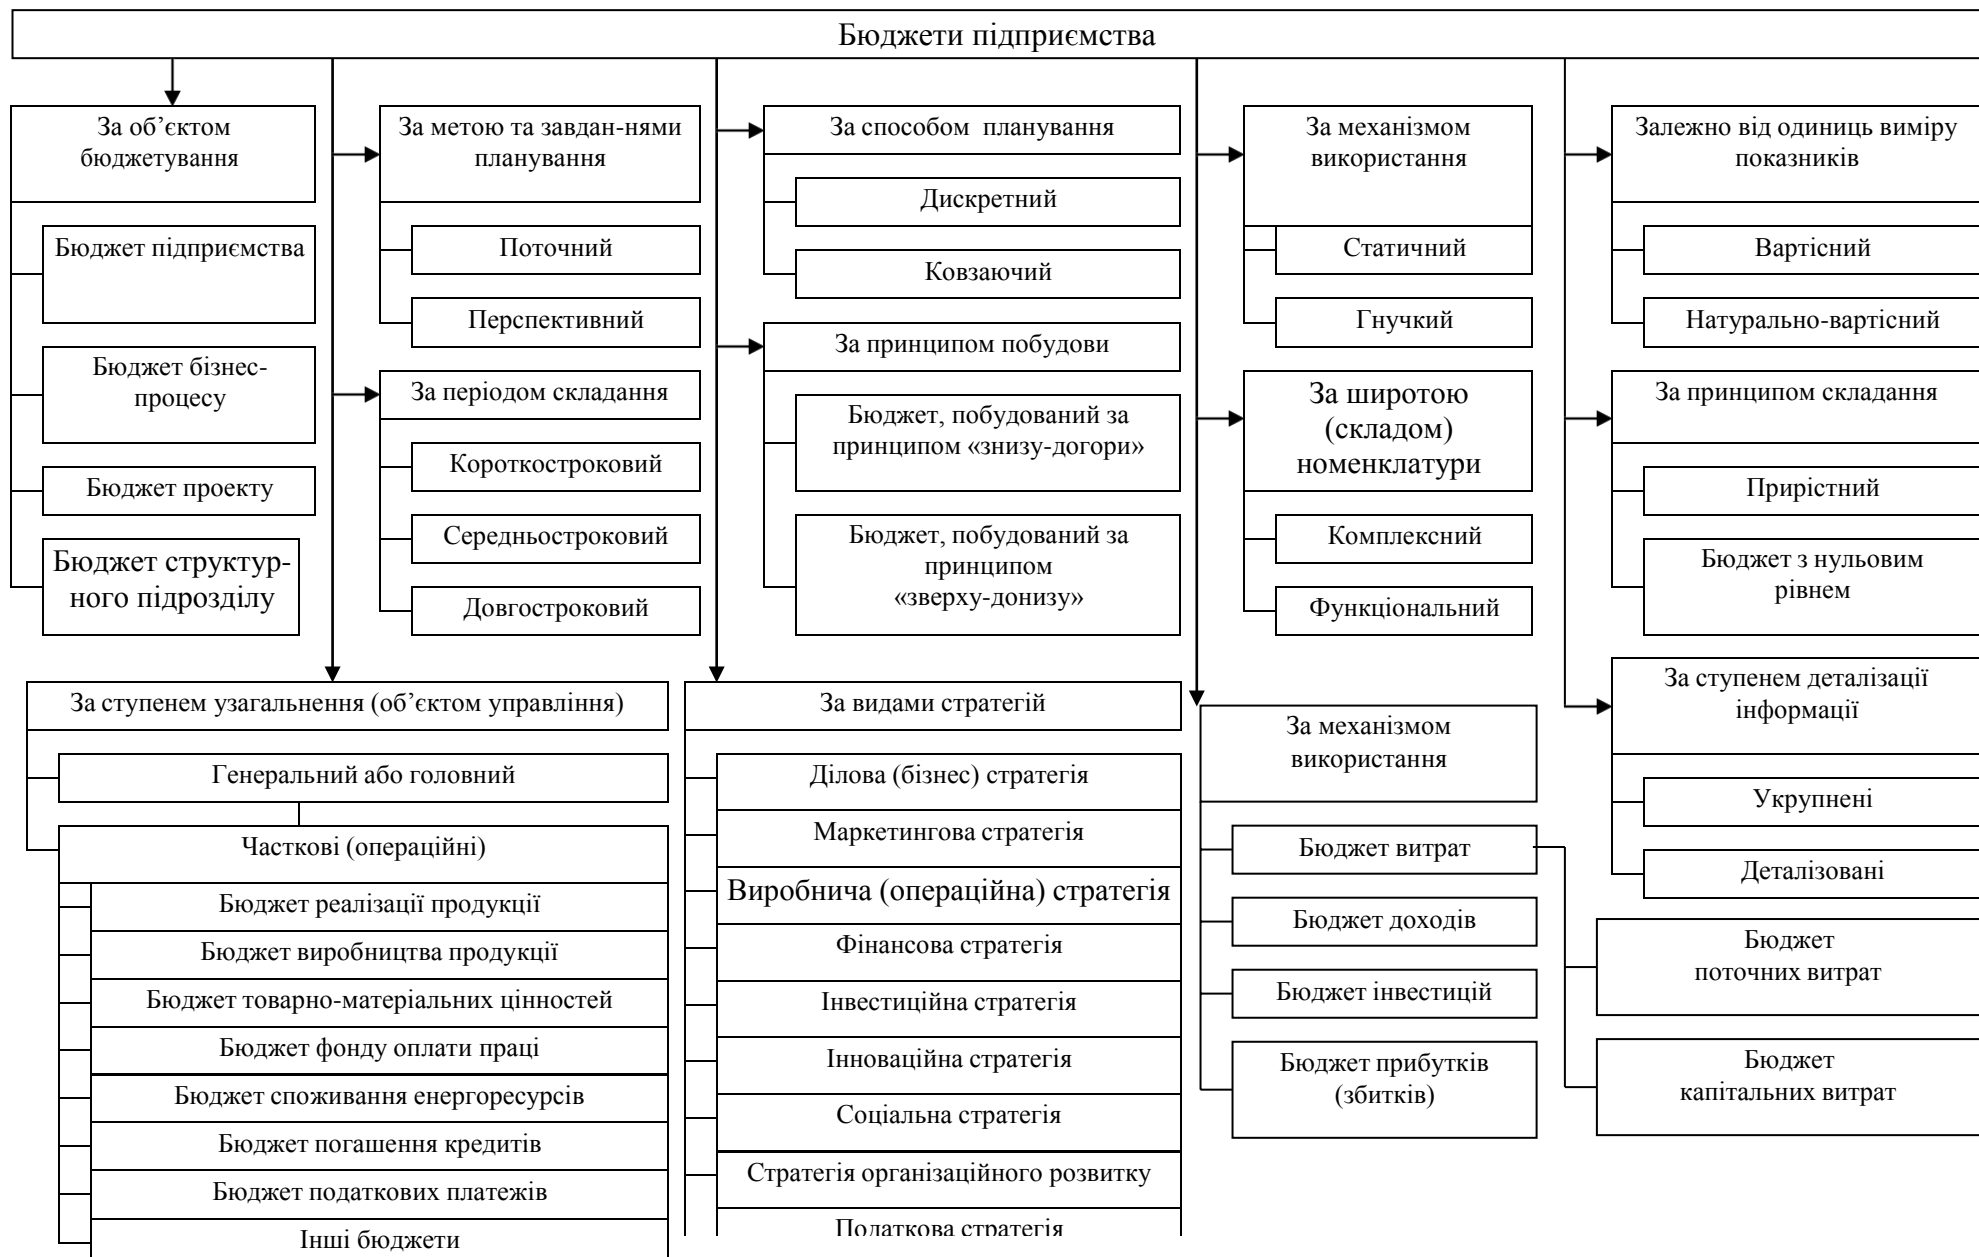 Бюджети підприємства
За об’єктом
бюджетування
Бюджет підприємства
Бюджет бізнес-
процесу
Бюджет проекту
Бюджет структур-
ного підрозділу
За метою та завдан-нями
планування
Поточний
Перспективний
За періодом складання
Короткостроковий
Середньостроковий
Довгостроковий
За способом планування
Дискретний
Ковзаючий
За принципом побудови
Бюджет, побудований за
принципом «знизу-догори»
Бюджет, побудований за
принципом
«зверху-донизу»
За механізмом
використання
Статичний
Гнучкий
За широтою
(складом)
номенклатури
Комплексний
Функціональний
Залежно від одиниць виміру
показників
Вартісний
Натурально-вартісний
За принципом складання
Прирістний
Бюджет з нульовим
рівнем
За ступенем узагальнення (об’єктом управління)
Генеральний або головний
Часткові (операційні)
Бюджет реалізації продукції
Бюджет виробництва продукції
Бюджет товарно-матеріальних цінностей
Бюджет фонду оплати праці
Бюджет споживання енергоресурсів
Бюджет погашення кредитів
Бюджет податкових платежів
Інші бюджети
За видами стратегій
Ділова (бізнес) стратегія
Маркетингова стратегія
Виробнича (операційна) стратегія
Фінансова стратегія
Інвестиційна стратегія
Інноваційна стратегія
Соціальна стратегія
Стратегія організаційного розвитку
Податкова стратегія
За механізмом
використання
Бюджет витрат
Бюджет доходів
Бюджет інвестицій
Бюджет прибутків
(збитків)
За ступенем деталізації
інформації
Укрупнені
Деталізовані
Бюджет
поточних витрат
Бюджет
капітальних витрат